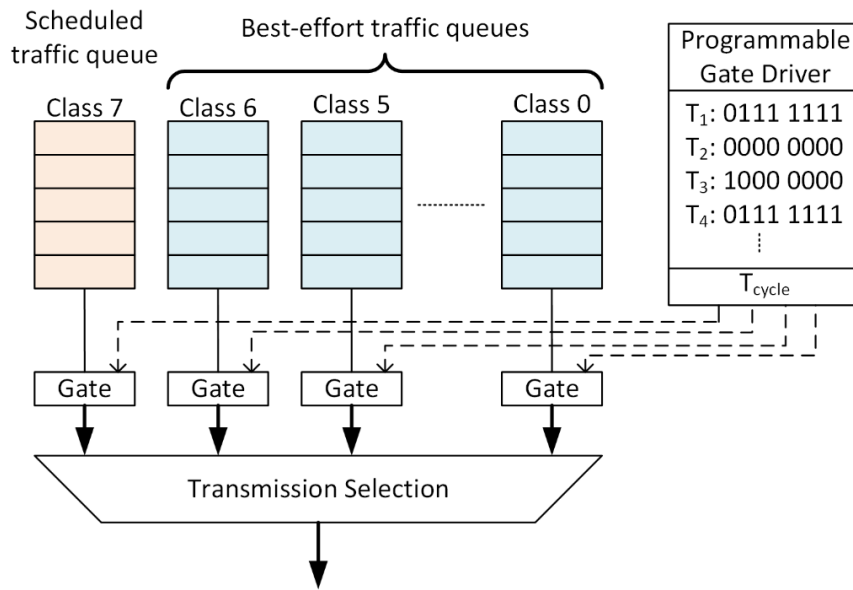 Scheduled
traffic queue
Best-effort traffic queues
Class 7
Class 6
Class 5
Class 0
Programmable
Gate Driver
T1: 0111 1111
T2: 0000 0000
T3: 1000 0000
T4: 0111 1111
Tcycle
Gate
Gate
Gate
Gate
Transmission Selection